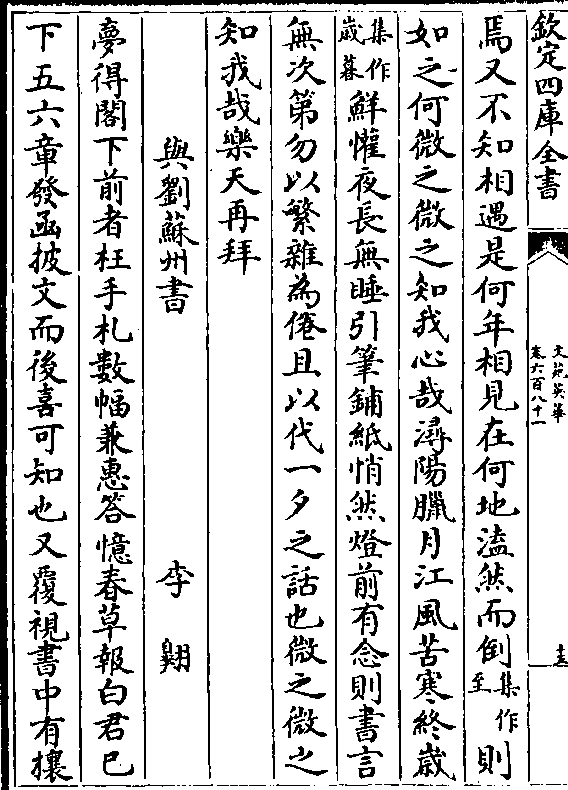 欽定四庫全書
文苑英華
卷六百八十一
十五
焉又不知相遇是何年相見在何地溘然而倒集作至則
如之何微之微之知我心哉潯陽臘月江風苦寒終歲
集作歲暮鮮懽夜長無睡引筆鋪紙悄然燈前有念則書言
無次第勿以繁雜為倦且以代一夕之話也微之微之
知我哉樂天再拜
與劉蘇州書
李翺
夢得閣下前者枉手札數幅兼惠答憶春草報白君已
下五六章發函披文而後喜可知也又覆視書中有攘